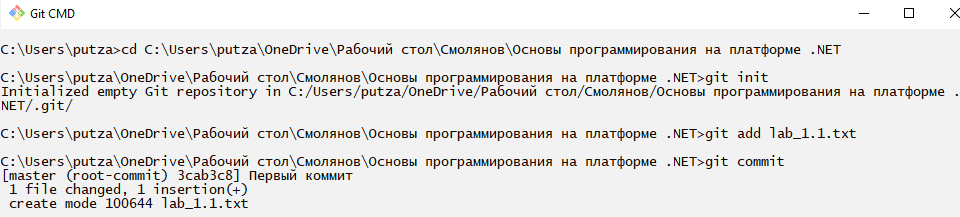 Git CMD
C:\Users\putza>cd C:\Users\putza\OneDrive\Рабочий стол\Смолянов\Основы программирования на платформе .NET
C:\Users\putza\OneDrive\Рабочий стол\Смолянов\Основы программирования на платформе .NET>git init
Initialized empty Git repository in C:/Users/putza/OneDrive/Рабочий стол/Смолянов/Основы программирования на платформе .
NET/.git/
C:\Users\putza\OneDrive\Рабочий стол\Смолянов\Основы программирования на платформе .NET>git add lab_1.1.txt
C:\Users\putza\OneDrive\Рабочий стол\Смолянов\Основы программирования на платформе .NET>git commit
[master (root-commit) 3cab3c8] Первый коммит
 1 file changed, 1 insertion(+)
 create mode 100644 lab_1.1.txt